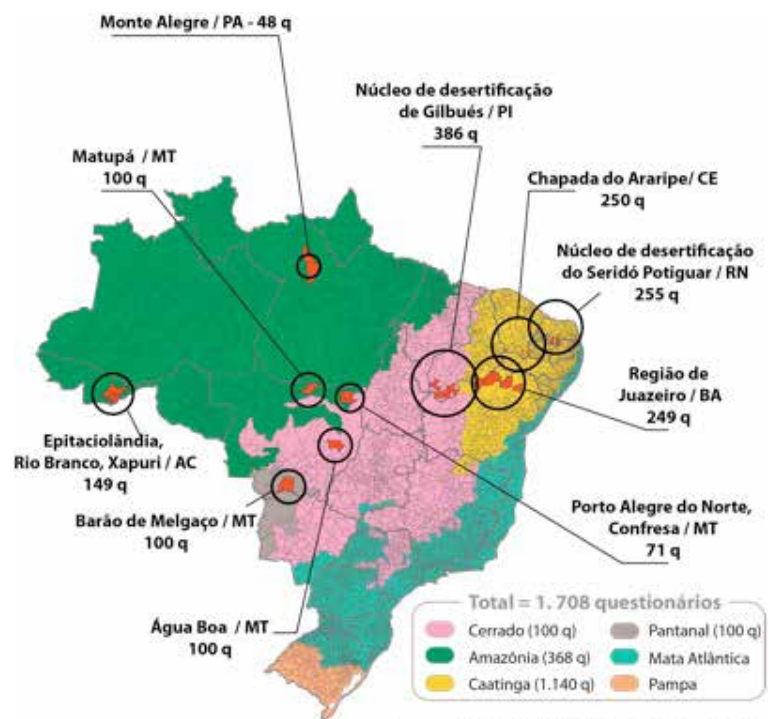 Monte Alegre / PA - 48 q
Núcleo de desertificação
de Gilbués / PI
386 q
Matupá / MT
100 q
Chapada do Araripe/ CE
250 q
Núcleo de desertificação
do Seridó Potiguar / RN
255 q
Região de
Juazeiro / BA
249 q
Epitaciolândia,
Rio Branco, Xapuri / AC
149 q
Barão de Melgaço / MT
100 q
Porto Alegre do Norte,
Confresa / MT
71 q
Água Boa / MT
100 q
Total = 1.708 questionários
Cerrado (100 q)
Pantanal (100 q)
Amazônia (368 q)
Mata Atlântica
Caatinga (1.140 q)
Pampa